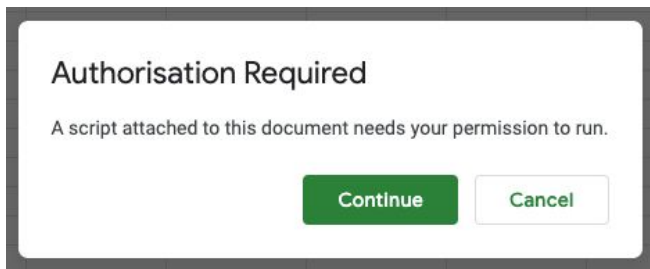 Authorisation Required
A script attached to this document needs your permission to run.
Continue
Cancel